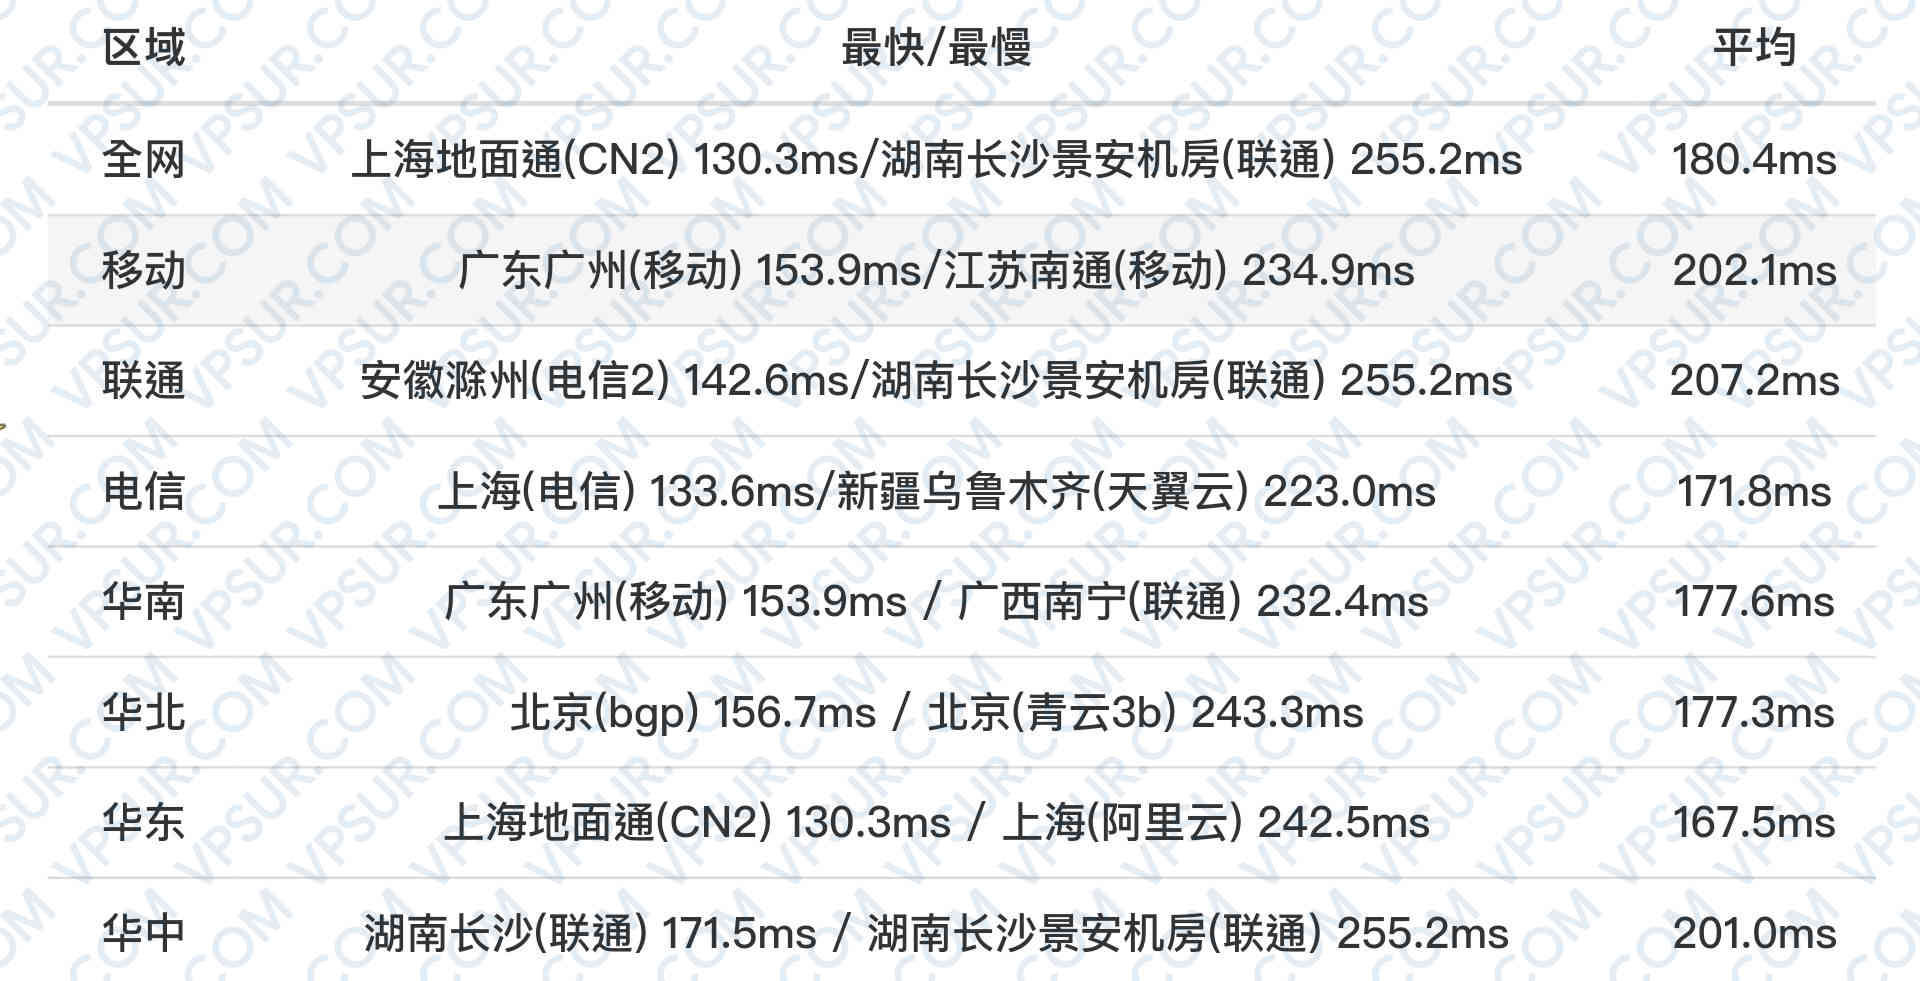 区域 最快/最慢 平均
全网 上海地面通(CN2) 130.3ms/湖南长沙景安机房(联通) 255.2ms 180.4ms
移动 广东广州(移动) 153.9ms/江苏南通(移动) 234.9ms 202.1ms
联通 安徽滁州(电信2) 142.6ms/湖南长沙景安机房(联通) 255.2ms 207.2ms
电信 上海(电信) 133.6ms/新疆乌鲁木齐(天翼云) 223.0ms 171.8ms
华南 广东广州(移动) 153.9ms / 广西南宁(联通) 232.4ms 177.6ms
华北 北京(bgp) 156.7ms / 北京(青云3b) 243.3ms 177.3ms
华东 上海地面通(CN2) 130.3ms / 上海(阿里云) 242.5ms 167.5ms
华中 湖南长沙(联通) 171.5ms / 湖南长沙景安机房(联通) 255.2ms 201.0ms
VPSUR.COM